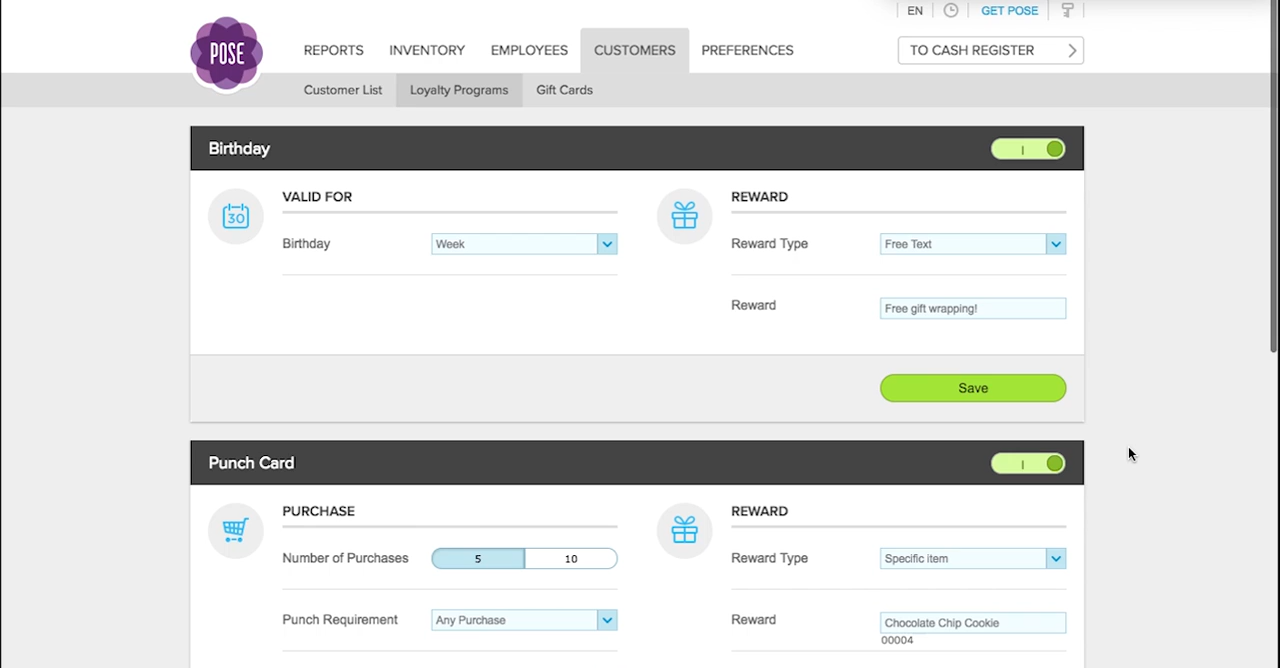 EN
GET POSE
POSE
REPORTS
INVENTORY
EMPLOYEES
CUSTOMERS
PREFERENCES
TO CASH REGISTER
Customer List
Loyalty Programs
Gift Cards
Birthday
VALID FOR
REWARD
30
Birthday
Week
Reward Type
Free Text
Reward
Free gift wrapping!
Save
Punch Card
PURCHASE
REWARD
Number of Purchases
5
10
Reward Type
Specific item
Punch Requirement
Any Purchase
Reward
Chocolate Chip Cookie
00004